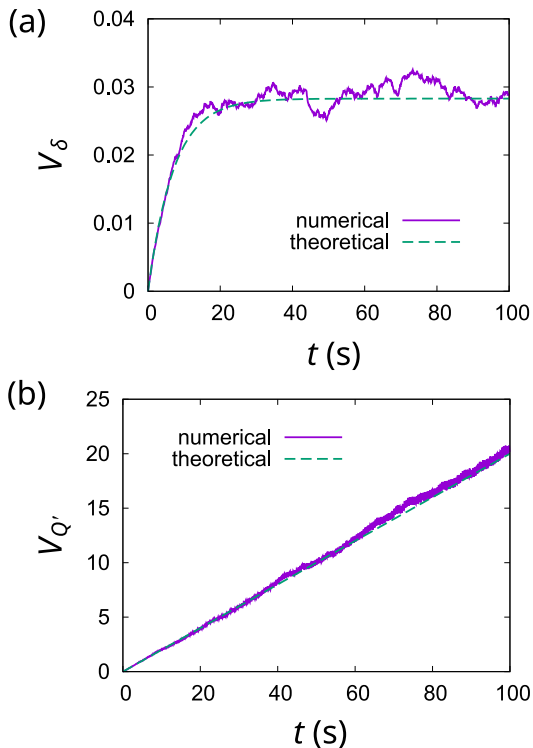 (a)
0.04
0.03
0.02
0.01
0
V_δ
numerical
theoretical
0 20 40 60 80 100
t (s)
(b)
25
20
15
10
5
0
V_Q'
numerical
theoretical
0 20 40 60 80 100
t (s)